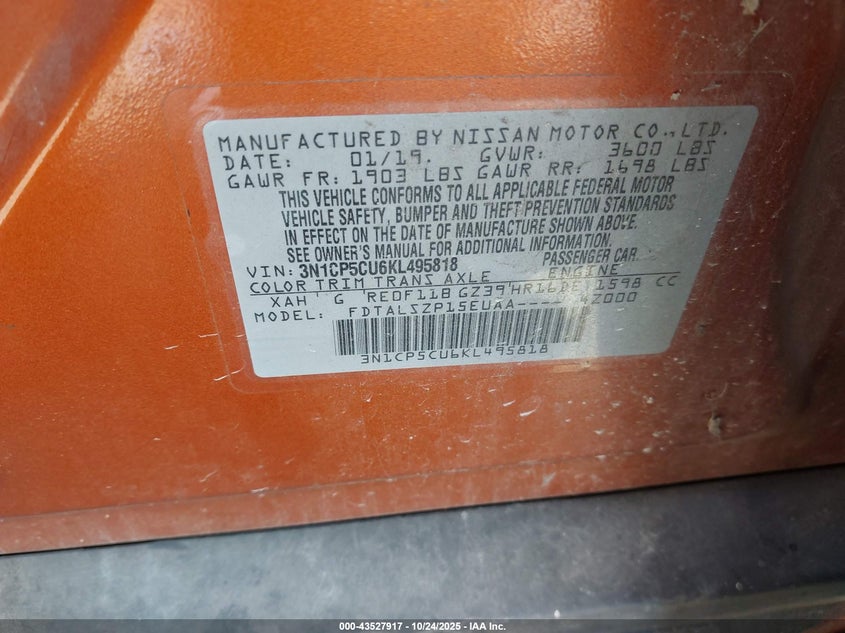 MANUFACTURED BY NISSAN MOTOR CO.,LTD.
DATE: 01/19. GVWR: 3600 LBS
GAWR FR: 1903 LBS GAWR RR: 1698 LBS
THIS VEHICLE CONFORMS TO ALL APPLICABLE FEDERAL MOTOR
VEHICLE SAFETY, BUMPER AND THEFT PREVENTION STANDARDS
IN EFFECT ON THE DATE OF MANUFACTURE SHOWN ABOVE.
SEE OWNER'S MANUAL FOR ADDITIONAL INFORMATION.
VIN: 3N1CP5CU6KL495818 PASSENGER CAR
COLOR TRIM TRANS AXLE ENGINE
XAH G RE0F11B GZ39 HR16DE 1598 CC
MODEL: FDTALSZP15EUAA---- 4Z000
3N1CP5CU6KL495818
000-43527917 - 10/24/2025 - IAA Inc.